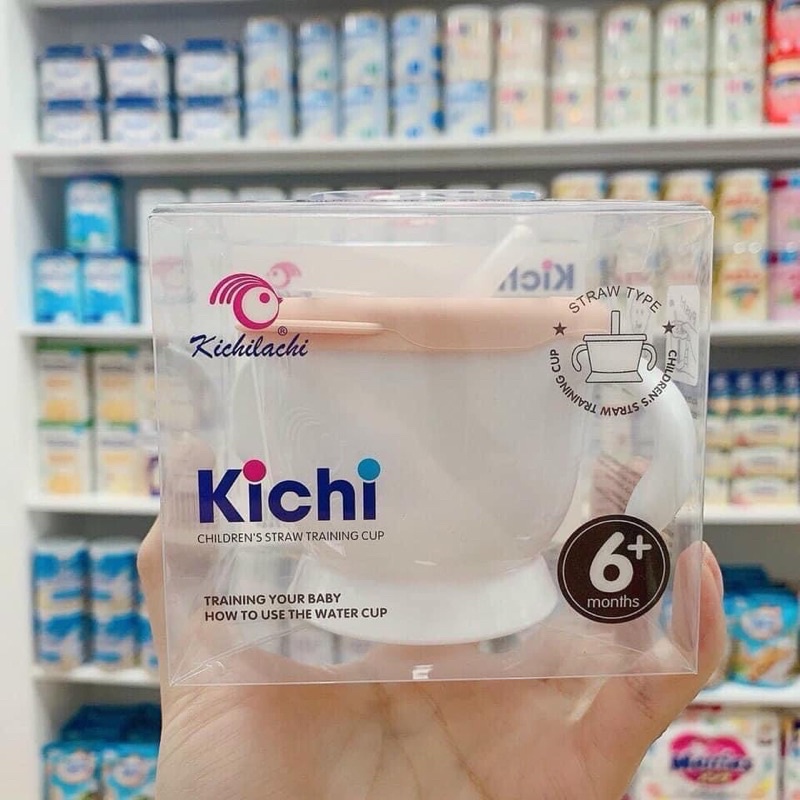 Kichi
STRAW TYPE
CHILDREN'S STRAW TRAINING CUP
Kichilachi®
Kichi
CHILDREN'S STRAW TRAINING CUP
TRAINING YOUR BABY
HOW TO USE THE WATER CUP
6+
months